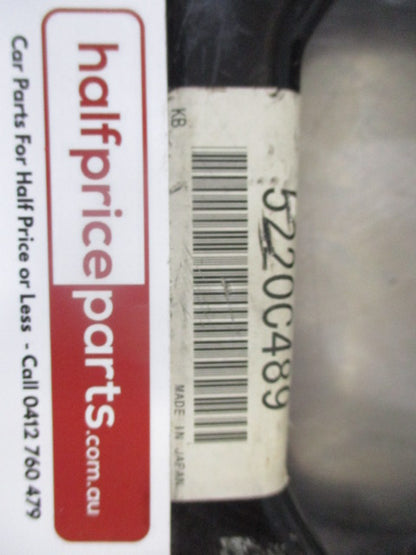 halfpriceparts.com.au
Car Parts For Half Price or Less - Call 0412 760 479
5220C489
KB
MADE IN JAPAN